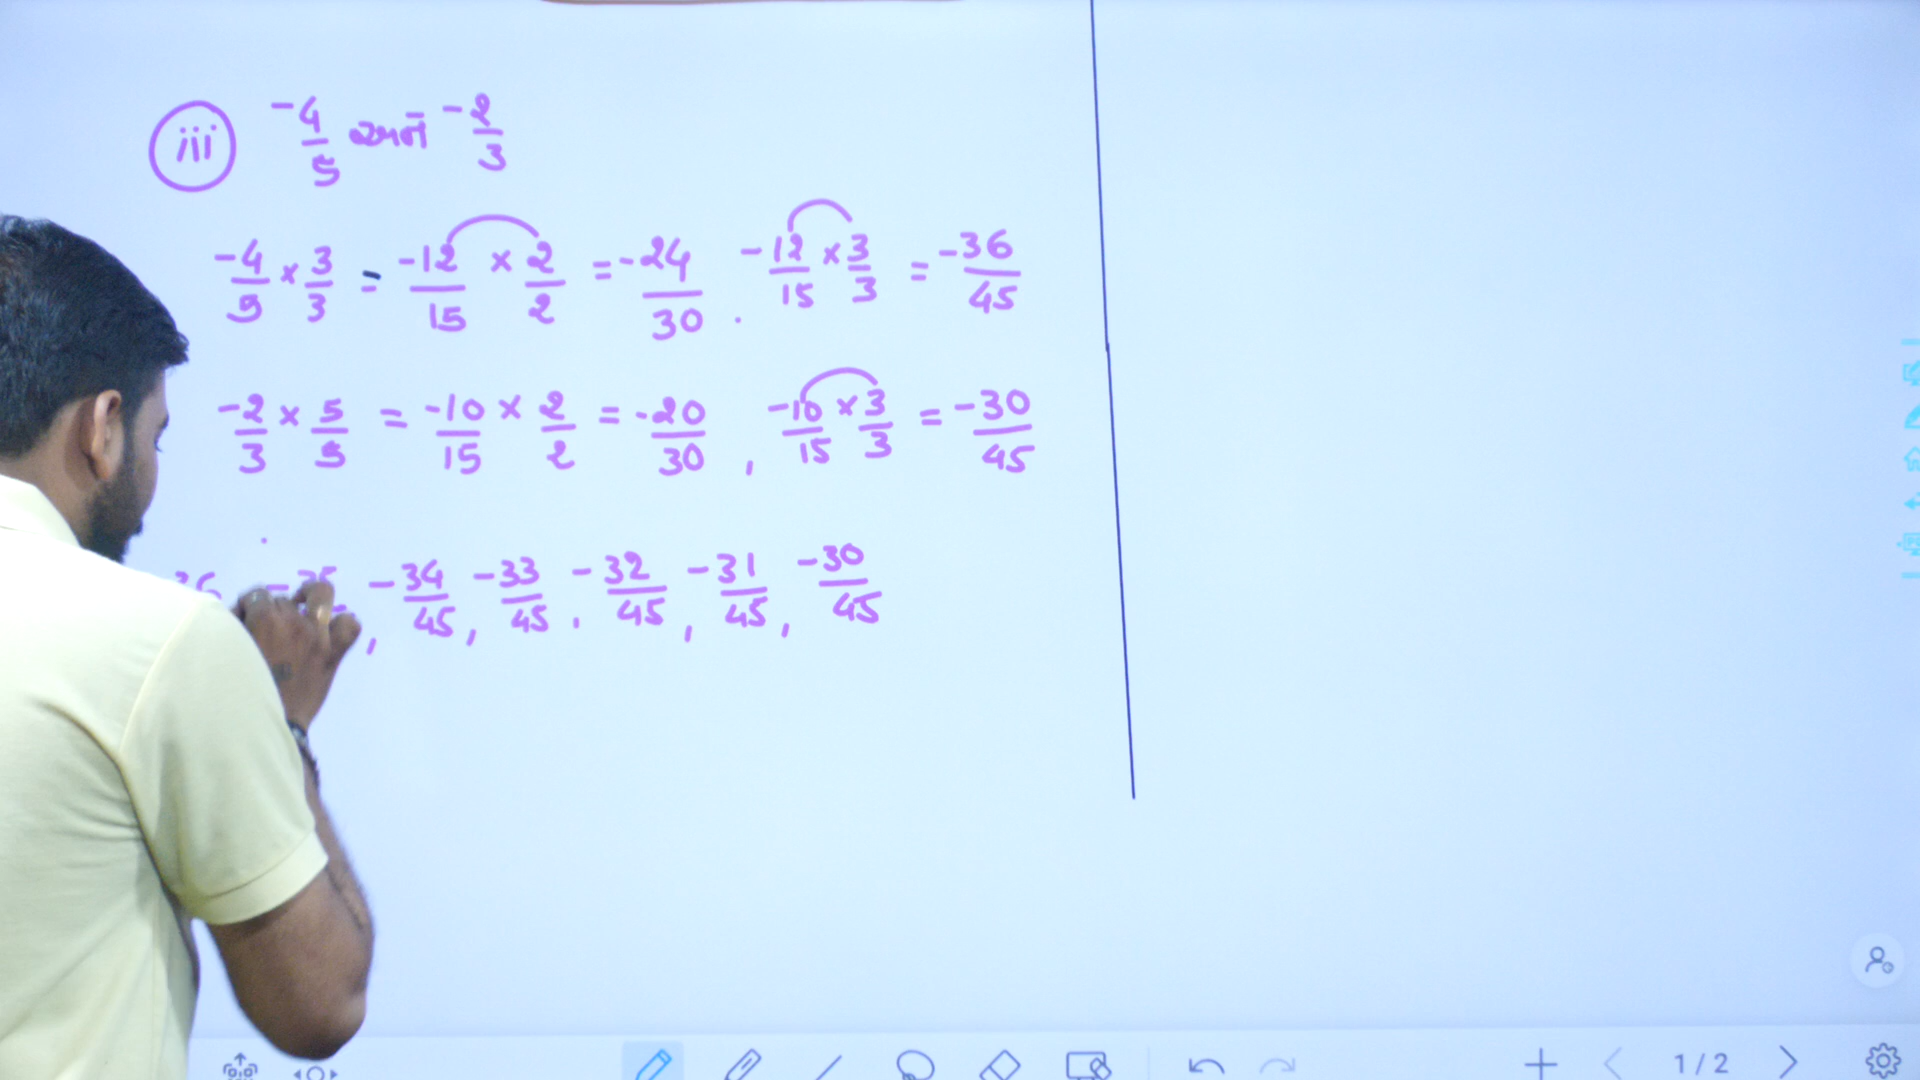 iii -4/5 અને -2/3
-4/5 × 3/3 = -12/15 × 2/2 = -24/30 . -12/15 × 3/3 = -36/45
-2/3 × 5/5 = -10/15 × 2/2 = -20/30 , -10/15 × 3/3 = -30/45
36 -35 , -34/45 , -33/45 . -32/45 , -31/45 , -30/45
1/2